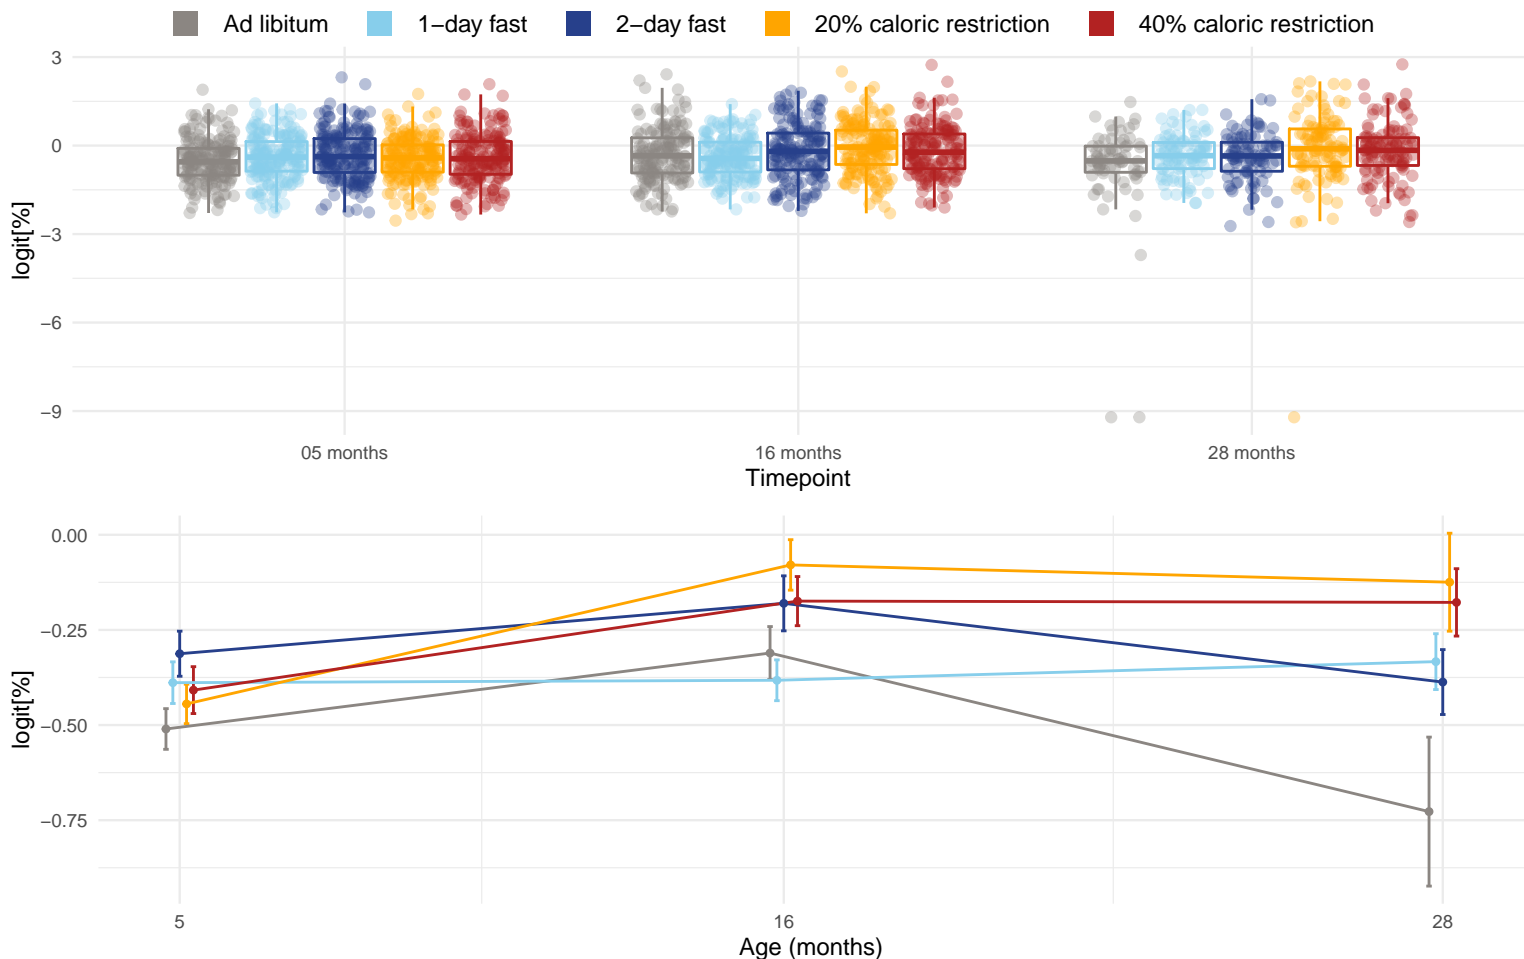 Ad libitum 1−day fast 2−day fast 20% caloric restriction 40% caloric restriction
3
0
−3
−6
−9
logit[%]
05 months 16 months 28 months
Timepoint
0.00
−0.25
−0.50
−0.75
logit[%]
5 16 28
Age (months)